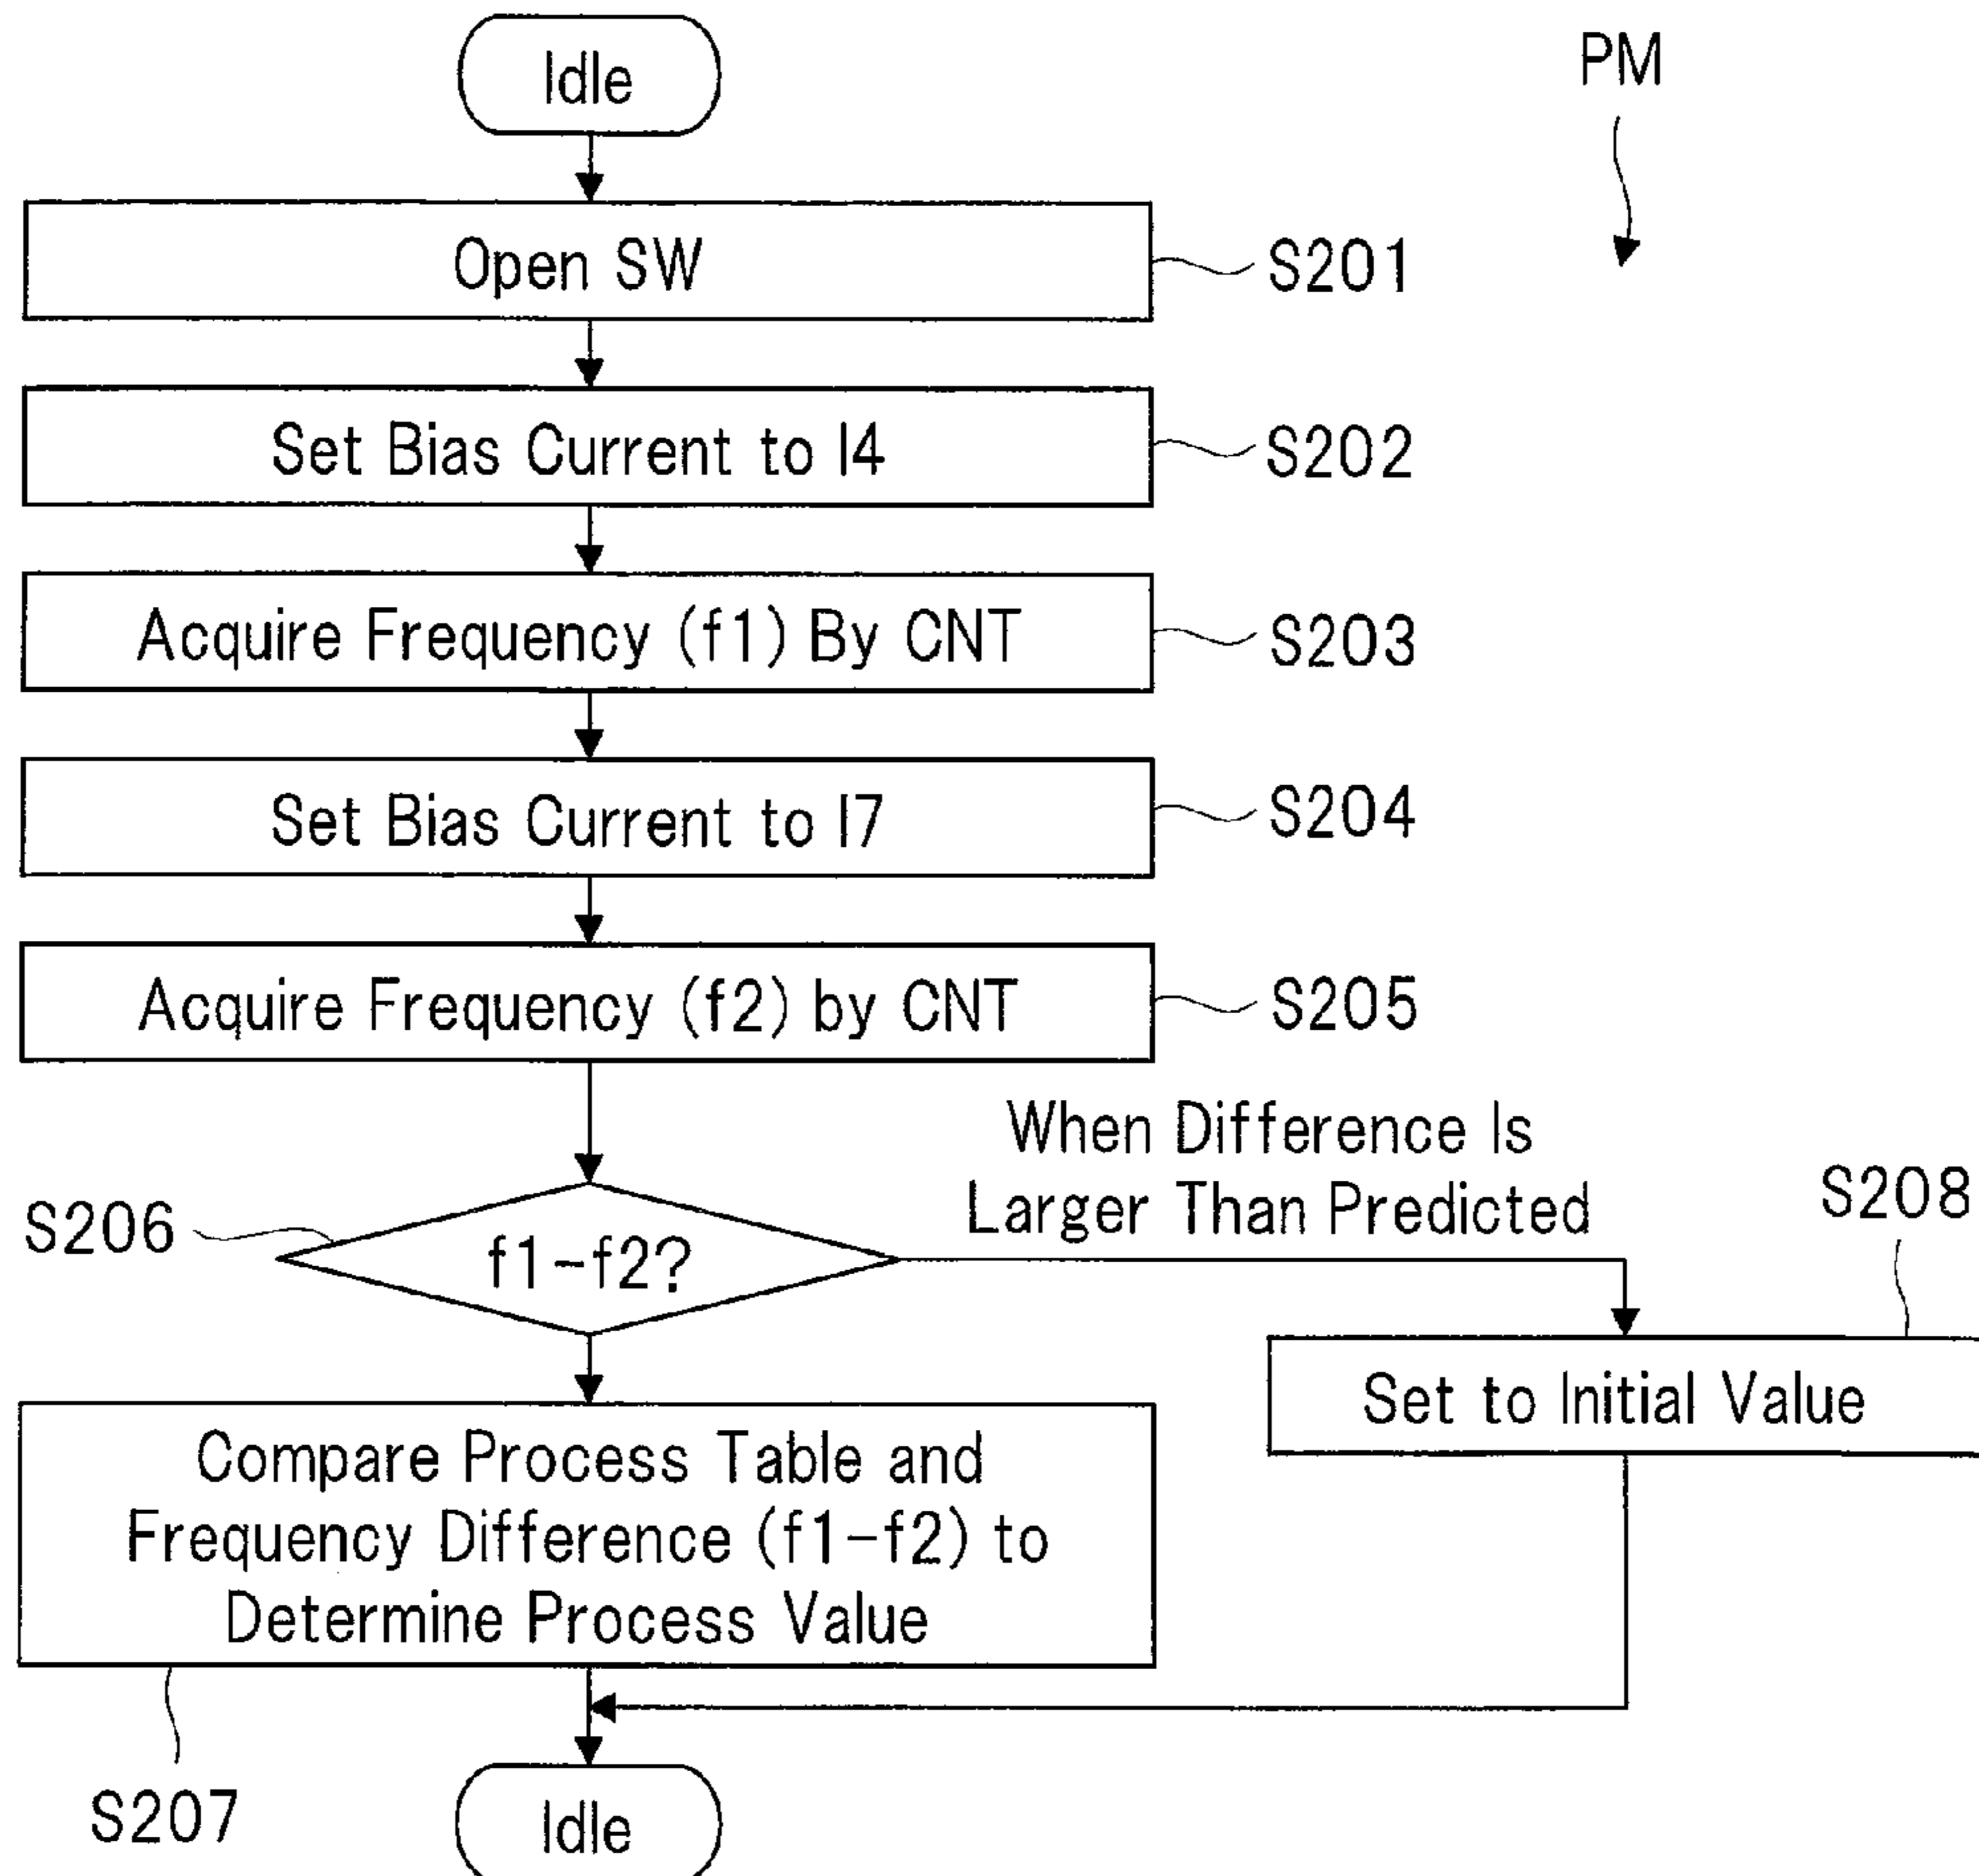 Idle
PM
Open SW
S201
Set Bias Current to I4
S202
Acquire Frequency (f1) By CNT
S203
Set Bias Current to I7
S204
Acquire Frequency (f2) by CNT
S205
When Difference Is
Larger Than Predicted
S208
S206
f1-f2?
Set to Initial Value
Compare Process Table and
Frequency Difference (f1-f2) to
Determine Process Value
S207
Idle